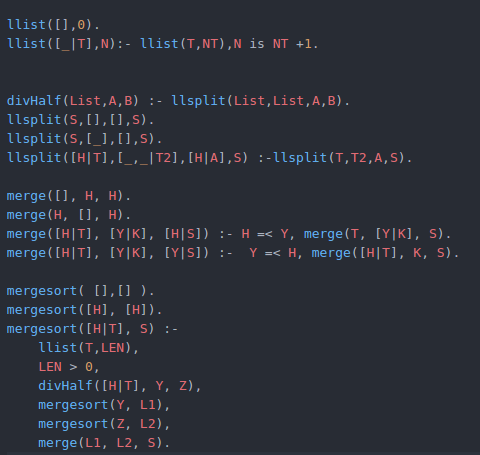 llist([],0).
llist([_|T],N):- llist(T,NT),N is NT +1.
divHalf(List,A,B) :- llsplit(List,List,A,B).
llsplit(S,[],[],S).
llsplit(S,[_],[],S).
llsplit([H|T],[_,_|T2],[H|A],S) :-llsplit(T,T2,A,S).
merge([], H, H).
merge(H, [], H).
merge([H|T], [Y|K], [H|S]) :- H =< Y, merge(T, [Y|K], S).
merge([H|T], [Y|K], [Y|S]) :-  Y =< H, merge([H|T], K, S).
mergesort( [],[] ).
mergesort([H], [H]).
mergesort([H|T], S) :-
    llist(T,LEN),
    LEN > 0,
    divHalf([H|T], Y, Z),
    mergesort(Y, L1),
    mergesort(Z, L2),
    merge(L1, L2, S).